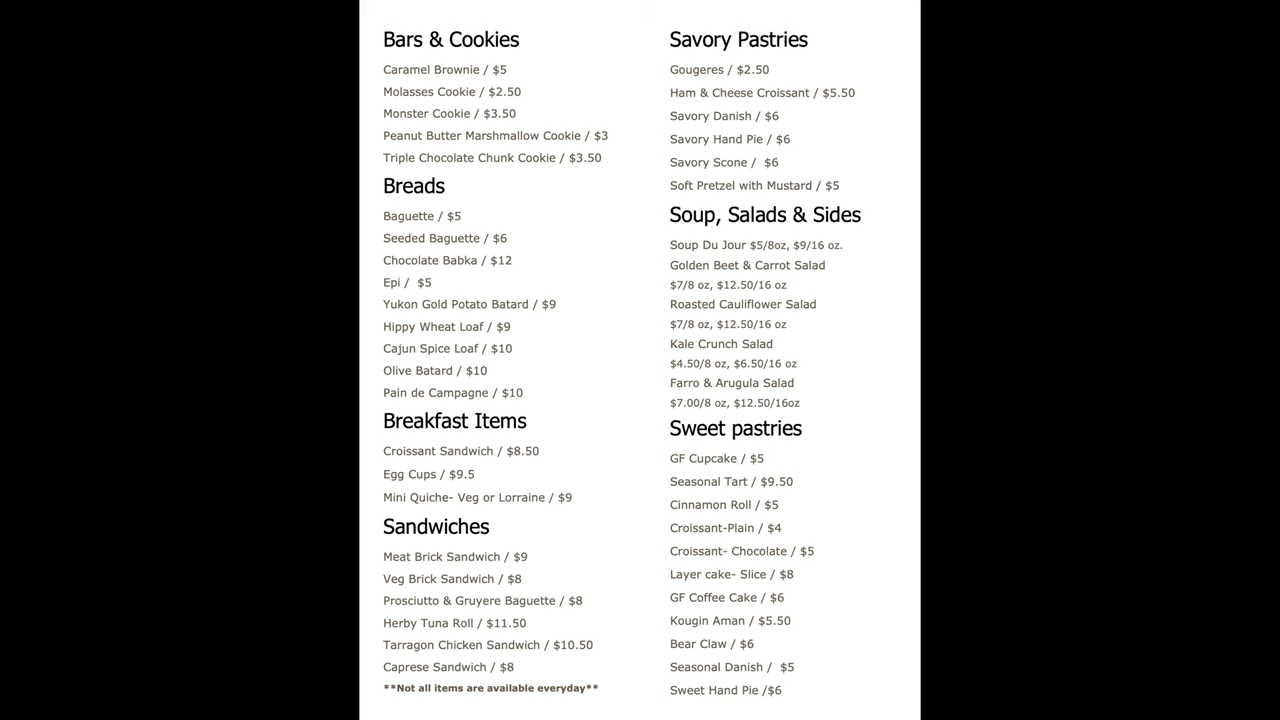 Bars & Cookies
Caramel Brownie / $5
Molasses Cookie / $2.50
Monster Cookie / $3.50
Peanut Butter Marshmallow Cookie / $3
Triple Chocolate Chunk Cookie / $3.50
Breads
Baguette / $5
Seeded Baguette / $6
Chocolate Babka / $12
Epi /  $5
Yukon Gold Potato Batard / $9
Hippy Wheat Loaf / $9
Cajun Spice Loaf / $10
Olive Batard / $10
Pain de Campagne / $10
Breakfast Items
Croissant Sandwich / $8.50
Egg Cups / $9.5
Mini Quiche- Veg or Lorraine / $9
Sandwiches
Meat Brick Sandwich / $9
Veg Brick Sandwich / $8
Prosciutto & Gruyere Baguette / $8
Herby Tuna Roll / $11.50
Tarragon Chicken Sandwich / $10.50
Caprese Sandwich / $8
**Not all items are available everyday**
Savory Pastries
Gougeres / $2.50
Ham & Cheese Croissant / $5.50
Savory Danish / $6
Savory Hand Pie / $6
Savory Scone /  $6
Soft Pretzel with Mustard / $5
Soup, Salads & Sides
Soup Du Jour $5/8oz, $9/16 oz.
Golden Beet & Carrot Salad
$7/8 oz, $12.50/16 oz
Roasted Cauliflower Salad
$7/8 oz, $12.50/16 oz
Kale Crunch Salad
$4.50/8 oz, $6.50/16 oz
Farro & Arugula Salad
$7.00/8 oz, $12.50/16oz
Sweet pastries
GF Cupcake / $5
Seasonal Tart / $9.50
Cinnamon Roll / $5
Croissant-Plain / $4
Croissant- Chocolate / $5
Layer cake- Slice / $8
GF Coffee Cake / $6
Kougin Aman / $5.50
Bear Claw / $6
Seasonal Danish /  $5
Sweet Hand Pie /$6